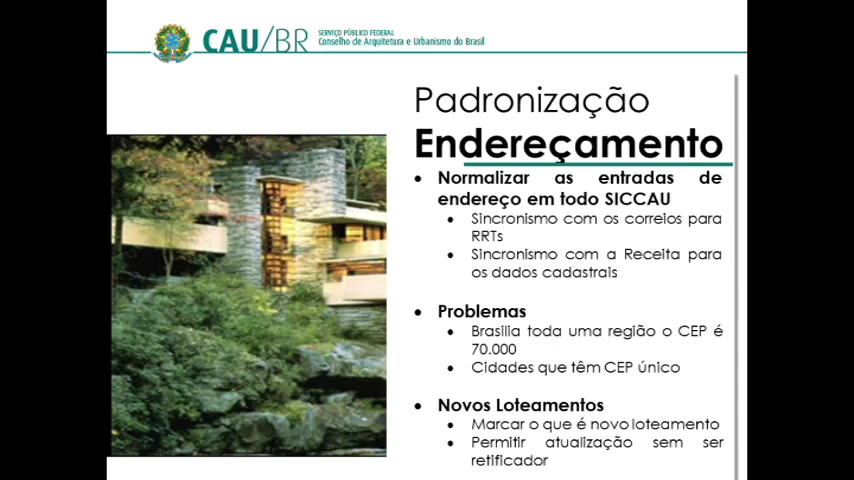 CAU/BR
SERVIÇO PÚBLICO FEDERAL
Conselho de Arquitetura e Urbanismo do Brasil
Padronização
Endereçamento
• Normalizar as entradas de
endereço em todo SICCAU
• Sincronismo com os correios para
RRTs
• Sincronismo com a Receita para
os dados cadastrais
• Problemas
• Brasilia toda uma região o CEP é
70.000
• Cidades que têm CEP único
• Novos Loteamentos
• Marcar o que é novo loteamento
• Permitir atualização sem ser
retificador